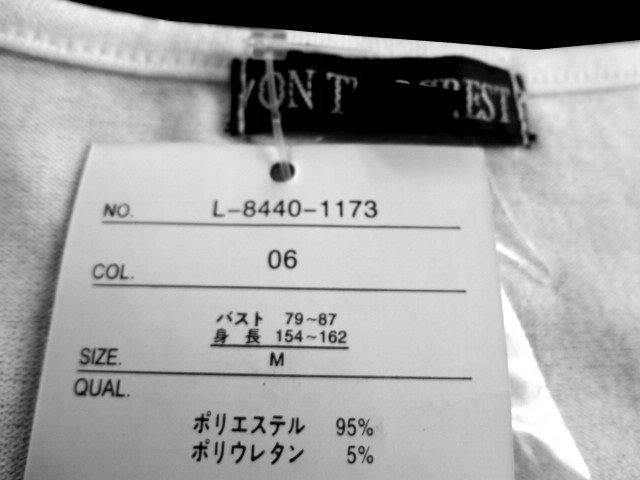 NO. L-8440-1173
COL. 06
バスト 79~87
身長 154~162
SIZE. M
QUAL.
ポリエステル 95%
ポリウレタン 5%